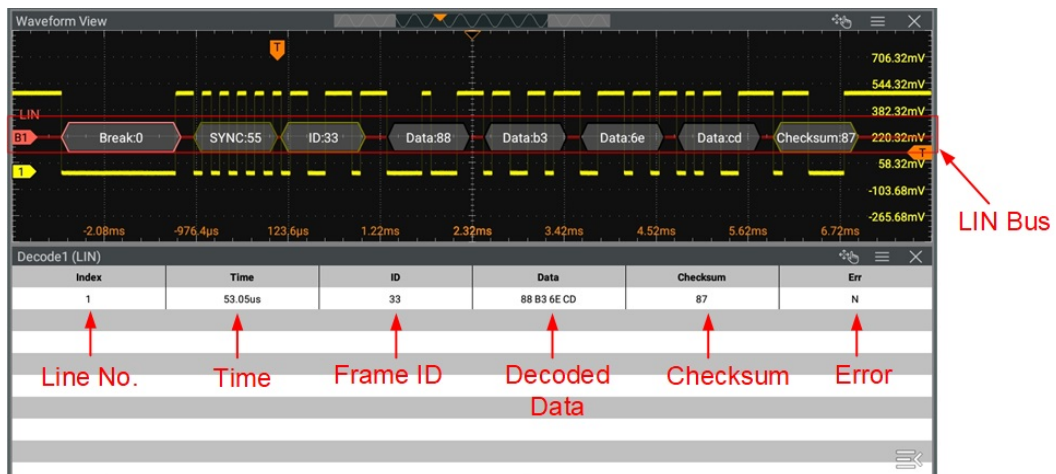 Waveform View
T
706.32mV
544.32mV
LIN
382.32mV
B1 Break:0 SYNC:55 ID:33 Data:88 Data:b3 Data:6e Data:cd Checksum:87 220.32mV
T
1 58.32mV
-103.68mV
-265.68mV
-2.08ms -976.4μs 123.6μs 1.22ms 2.32ms 3.42ms 4.52ms 5.62ms 6.72ms
LIN Bus
Decode1 (LIN)
Index Time ID Data Checksum Err
1 53.05us 33 88 B3 6E CD 87 N
Line No. Time Frame ID Decoded Data Checksum Error